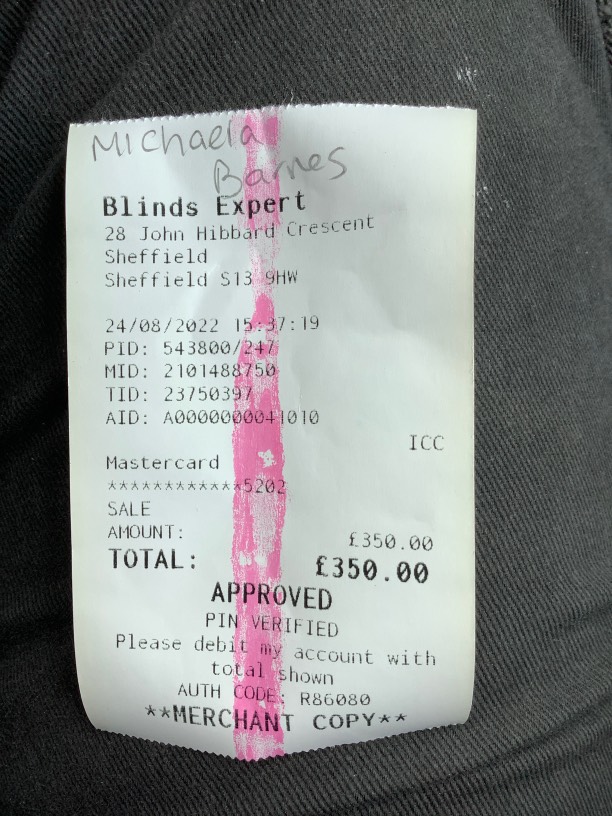 Michaela
Barnes
Blinds Expert
28 John Hibbard Crescent
Sheffield
Sheffield S13 9HW
24/08/2022 15:37:19
PID: 543800/247
MID: 2101488750
TID: 23750397
AID: A0000000041010
ICC
Mastercard
************5202
SALE
AMOUNT: £350.00
TOTAL: £350.00
APPROVED
PIN VERIFIED
Please debit my account with
total shown
AUTH CODE: R86080
**MERCHANT COPY**